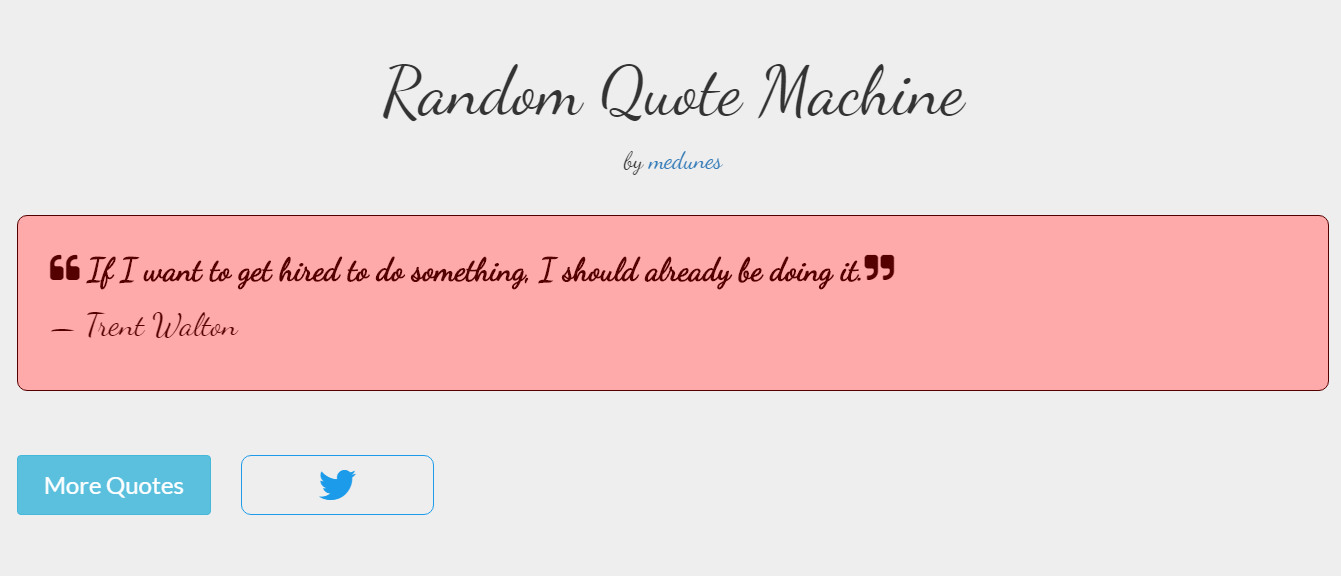 Random Quote Machine
by medunes
❝ If I want to get hired to do something, I should already be doing it.❞
— Trent Walton
More Quotes